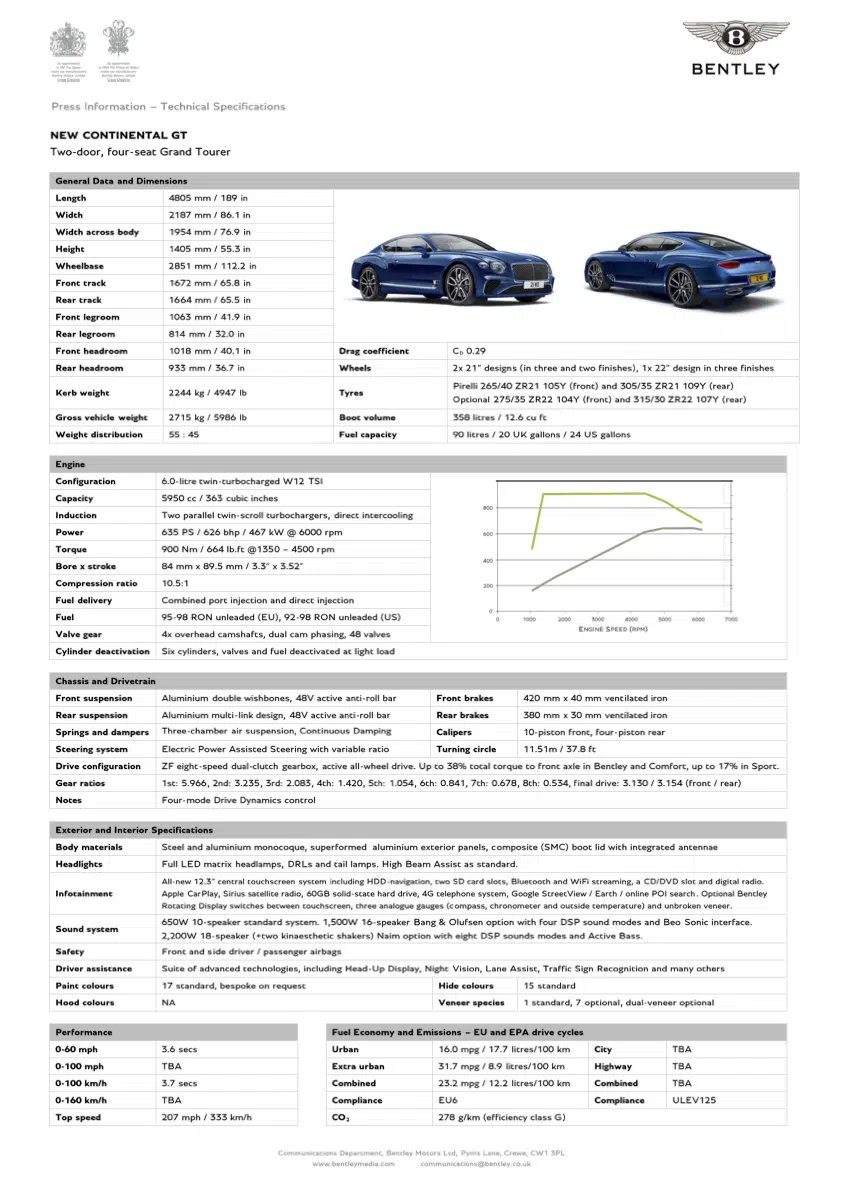 BENTLEY
Press Information – Technical Specifications
NEW CONTINENTAL GT
Two-door, four-seat Grand Tourer
General Data and Dimensions
Length 4805 mm / 189 in
Width 2187 mm / 86.1 in
Width across body 1954 mm / 76.9 in
Height 1405 mm / 55.3 in
Wheelbase 2851 mm / 112.2 in
Front track 1672 mm / 65.8 in
Rear track 1664 mm / 65.5 in
Front legroom 1063 mm / 41.9 in
Rear legroom 814 mm / 32.0 in
Front headroom 1018 mm / 40.1 in Drag coefficient C_D 0.29
Rear headroom 933 mm / 36.7 in Wheels 2x 21" designs (in three and two finishes), 1x 22" design in three finishes
Kerb weight 2244 kg / 4947 lb Tyres Pirelli 265/40 ZR21 105Y (front) and 305/35 ZR21 109Y (rear)
Optional 275/35 ZR22 104Y (front) and 315/30 ZR22 107Y (rear)
Gross vehicle weight 2715 kg / 5986 lb Boot volume 358 litres / 12.6 cu ft
Weight distribution 55 : 45 Fuel capacity 90 litres / 20 UK gallons / 24 US gallons
Engine
Configuration 6.0-litre twin-turbocharged W12 TSI
Capacity 5950 cc / 363 cubic inches
Induction Two parallel twin-scroll turbochargers, direct intercooling
Power 635 PS / 626 bhp / 467 kW @ 6000 rpm
Torque 900 Nm / 664 lb.ft @1350 – 4500 rpm
Bore x stroke 84 mm x 89.5 mm / 3.3" x 3.52"
Compression ratio 10.5:1
Fuel delivery Combined port injection and direct injection
Fuel 95-98 RON unleaded (EU), 92-98 RON unleaded (US)
Valve gear 4x overhead camshafts, dual cam phasing, 48 valves
Cylinder deactivation Six cylinders, valves and fuel deactivated at light load
800
600
400
200
0
0 1000 2000 3000 4000 5000 6000 7000
ENGINE SPEED (RPM)
Chassis and Drivetrain
Front suspension Aluminium double wishbones, 48V active anti-roll bar Front brakes 420 mm x 40 mm ventilated iron
Rear suspension Aluminium multi-link design, 48V active anti-roll bar Rear brakes 380 mm x 30 mm ventilated iron
Springs and dampers Three-chamber air suspension, Continuous Damping Calipers 10-piston front, four-piston rear
Steering system Electric Power Assisted Steering with variable ratio Turning circle 11.51m / 37.8 ft
Drive configuration ZF eight-speed dual-clutch gearbox, active all-wheel drive. Up to 38% total torque to front axle in Bentley and Comfort, up to 17% in Sport.
Gear ratios 1st: 5.966, 2nd: 3.235, 3rd: 2.083, 4th: 1.420, 5th: 1.054, 6th: 0.841, 7th: 0.678, 8th: 0.534, final drive: 3.130 / 3.154 (front / rear)
Notes Four-mode Drive Dynamics control
Exterior and Interior Specifications
Body materials Steel and aluminium monocoque, superformed aluminium exterior panels, composite (SMC) boot lid with integrated antennae
Headlights Full LED matrix headlamps, DRLs and tail lamps. High Beam Assist as standard.
Infotainment All-new 12.3" central touchscreen system including HDD-navigation, two SD card slots, Bluetooth and WiFi streaming, a CD/DVD slot and digital radio.
Apple CarPlay, Sirius satellite radio, 60GB solid-state hard drive, 4G telephone system, Google StreetView / Earth / online POI search. Optional Bentley
Rotating Display switches between touchscreen, three analogue gauges (compass, chronometer and outside temperature) and unbroken veneer.
Sound system 650W 10-speaker standard system. 1,500W 16-speaker Bang & Olufsen option with four DSP sound modes and Beo Sonic interface.
2,200W 18-speaker (+two kinaesthetic shakers) Naim option with eight DSP sounds modes and Active Bass.
Safety Front and side driver / passenger airbags
Driver assistance Suite of advanced technologies, including Head-Up Display, Night Vision, Lane Assist, Traffic Sign Recognition and many others
Paint colours 17 standard, bespoke on request Hide colours 15 standard
Hood colours NA Veneer species 1 standard, 7 optional, dual-veneer optional
Performance Fuel Economy and Emissions – EU and EPA drive cycles
0-60 mph 3.6 secs Urban 16.0 mpg / 17.7 litres/100 km City TBA
0-100 mph TBA Extra urban 31.7 mpg / 8.9 litres/100 km Highway TBA
0-100 km/h 3.7 secs Combined 23.2 mpg / 12.2 litres/100 km Combined TBA
0-160 km/h TBA Compliance EU6 Compliance ULEV125
Top speed 207 mph / 333 km/h CO₂ 278 g/km (efficiency class G)
Communications Department, Bentley Motors Ltd, Pyms Lane, Crewe, CW1 3PL
www.bentleymedia.com communications@bentley.co.uk